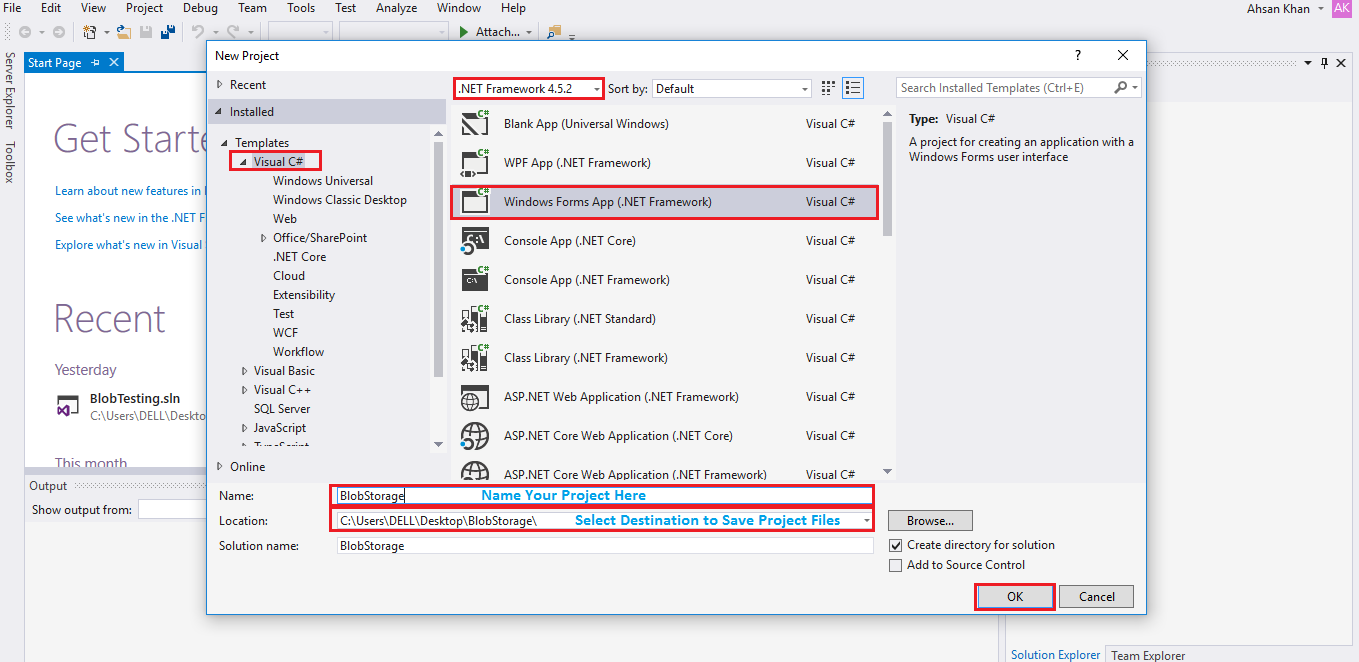 File Edit View Project Debug Team Tools Test Analyze Window Help Ahsan Khan AK
Attach...
Server Explorer
Toolbox
Start Page
Get Starte
Learn about new features in
See what's new in the .NET F
Explore what's new in Visual
Recent
Yesterday
BlobTesting.sln
C:\Users\DELL\Deskto
This month
Output
Show output from:
New Project ?
Recent
Installed
Templates
Visual C#
Windows Universal
Windows Classic Desktop
Web
Office/SharePoint
.NET Core
Cloud
Extensibility
Test
WCF
Workflow
Visual Basic
Visual C++
SQL Server
JavaScript
TypeScript
Online
.NET Framework 4.5.2 Sort by: Default
Search Installed Templates (Ctrl+E)
Blank App (Universal Windows) Visual C#
WPF App (.NET Framework) Visual C#
Windows Forms App (.NET Framework) Visual C#
Console App (.NET Core) Visual C#
Console App (.NET Framework) Visual C#
Class Library (.NET Standard) Visual C#
Class Library (.NET Framework) Visual C#
ASP.NET Web Application (.NET Framework) Visual C#
ASP.NET Core Web Application (.NET Core) Visual C#
ASP.NET Core Web Application (.NET Framework) Visual C#
Type: Visual C#
A project for creating an application with a
Windows Forms user interface
Name: BlobStorage Name Your Project Here
Location: C:\Users\DELL\Desktop\BlobStorage\ Select Destination to Save Project Files Browse...
Solution name: BlobStorage
Create directory for solution
Add to Source Control
OK Cancel
Solution Explorer Team Explorer